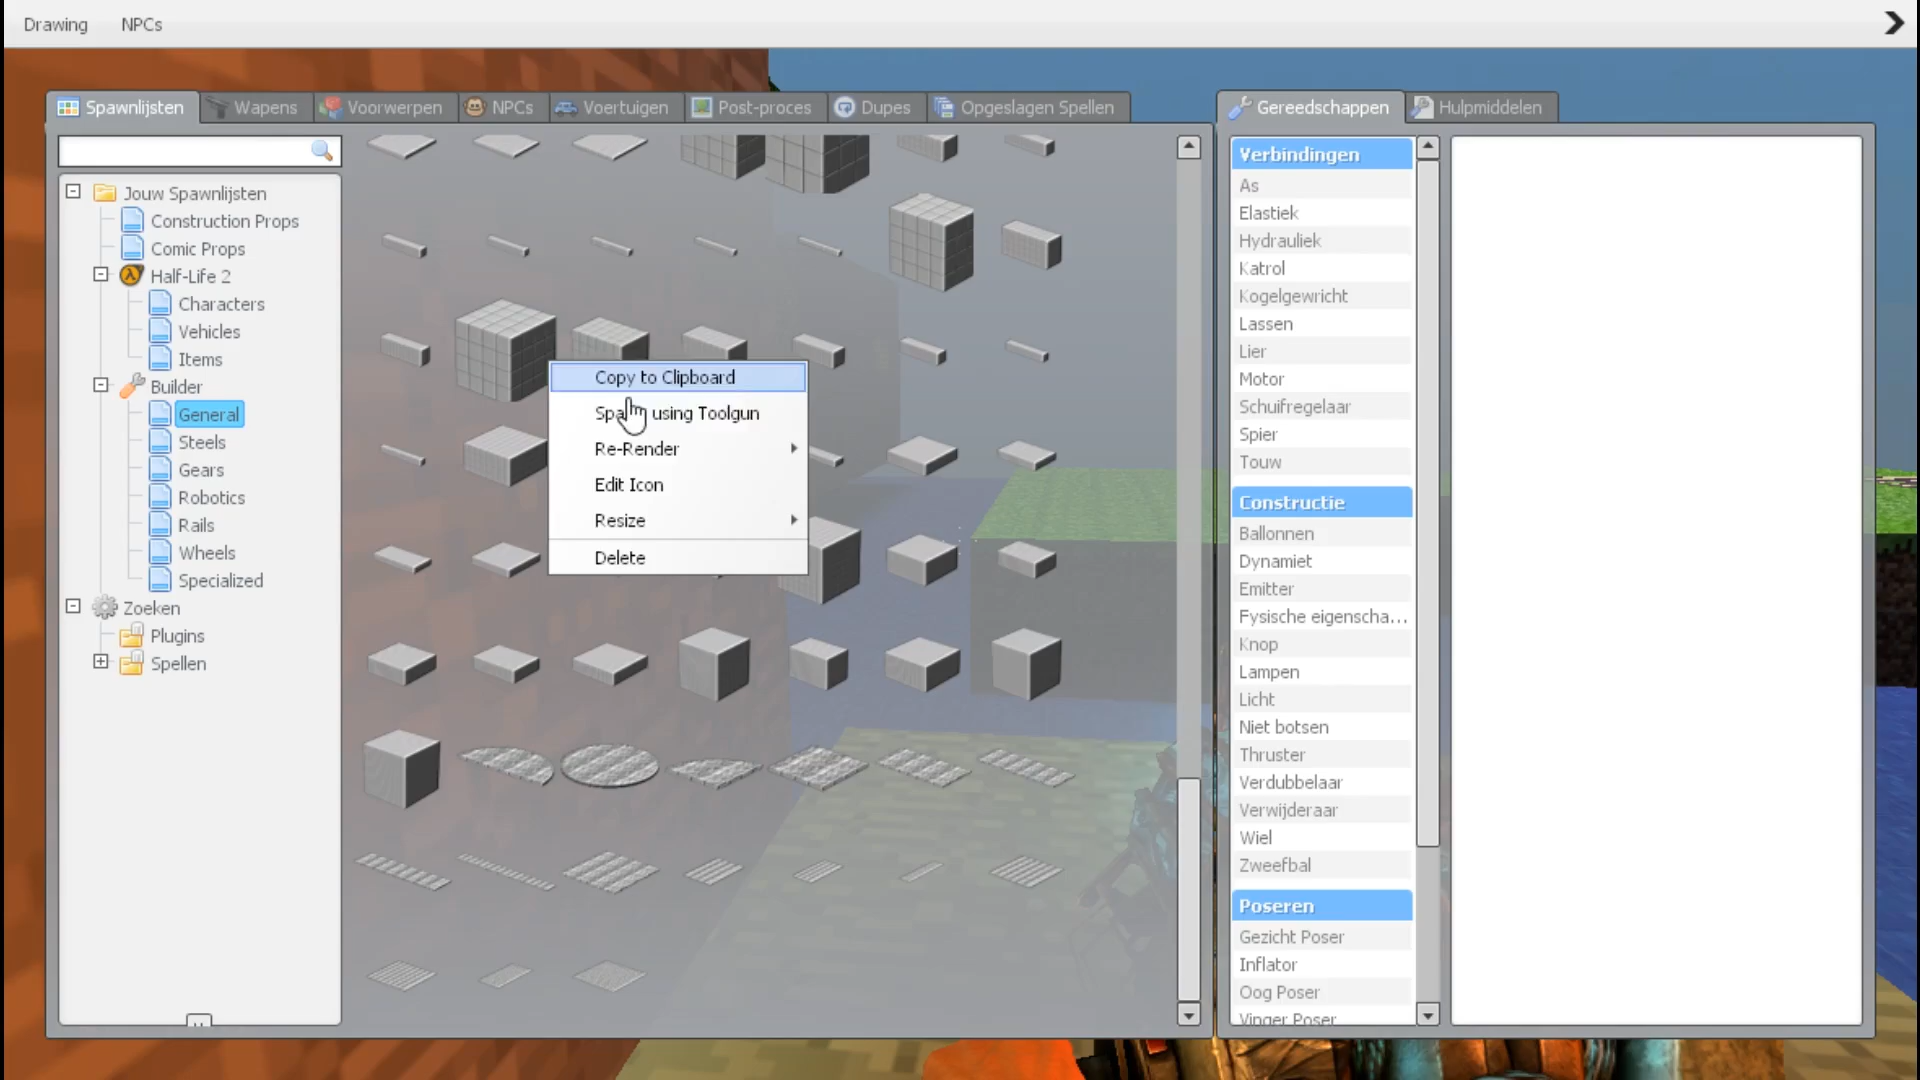 Drawing NPCs
Spawnlijsten Wapens Voorwerpen NPCs Voertuigen Post-proces Dupes Opgeslagen Spellen
Jouw Spawnlijsten
Construction Props
Comic Props
Half-Life 2
Characters
Vehicles
Items
Builder
General
Steels
Gears
Robotics
Rails
Wheels
Specialized
Zoeken
Plugins
Spellen
Copy to Clipboard
using Toolgun
Re-Render
Edit Icon
Resize
Delete
Gereedschappen Hulpmiddelen
Verbindingen
As
Elastiek
Hydrauliek
Katrol
Kogelgewricht
Lassen
Lier
Motor
Schuifregelaar
Spier
Touw
Constructie
Ballonnen
Dynamiet
Emitter
Fysische eigenscha...
Knop
Lampen
Licht
Niet botsen
Thruster
Verdubbelaar
Verwijderaar
Wiel
Zweefbal
Poseren
Gezicht Poser
Inflator
Oog Poser
Vinger Poser